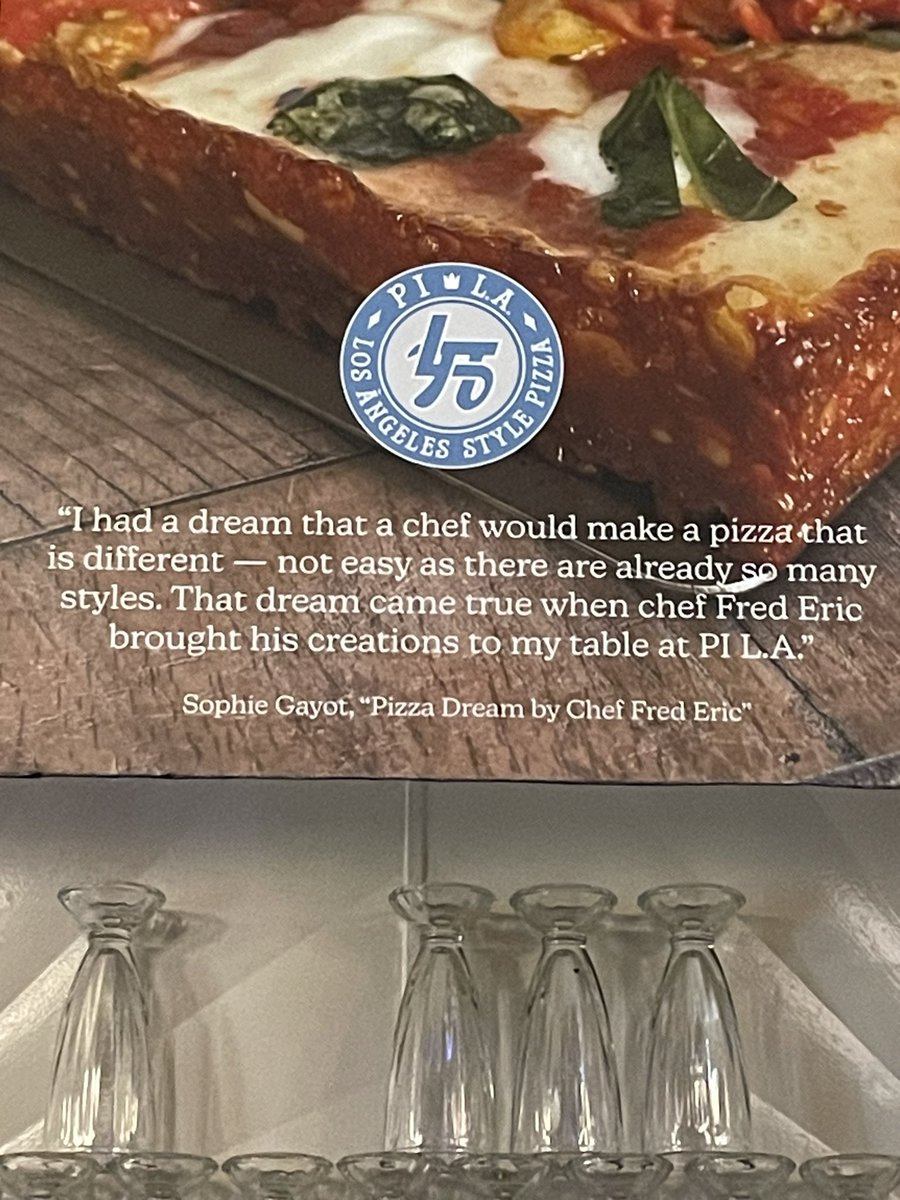 PI L.A.
LOS ANGELES STYLE PIZZA
“I had a dream that a chef would make a pizza that
is different — not easy as there are already so many
styles. That dream came true when chef Fred Eric
brought his creations to my table at PI L.A.”
Sophie Gayot, “Pizza Dream by Chef Fred Eric”